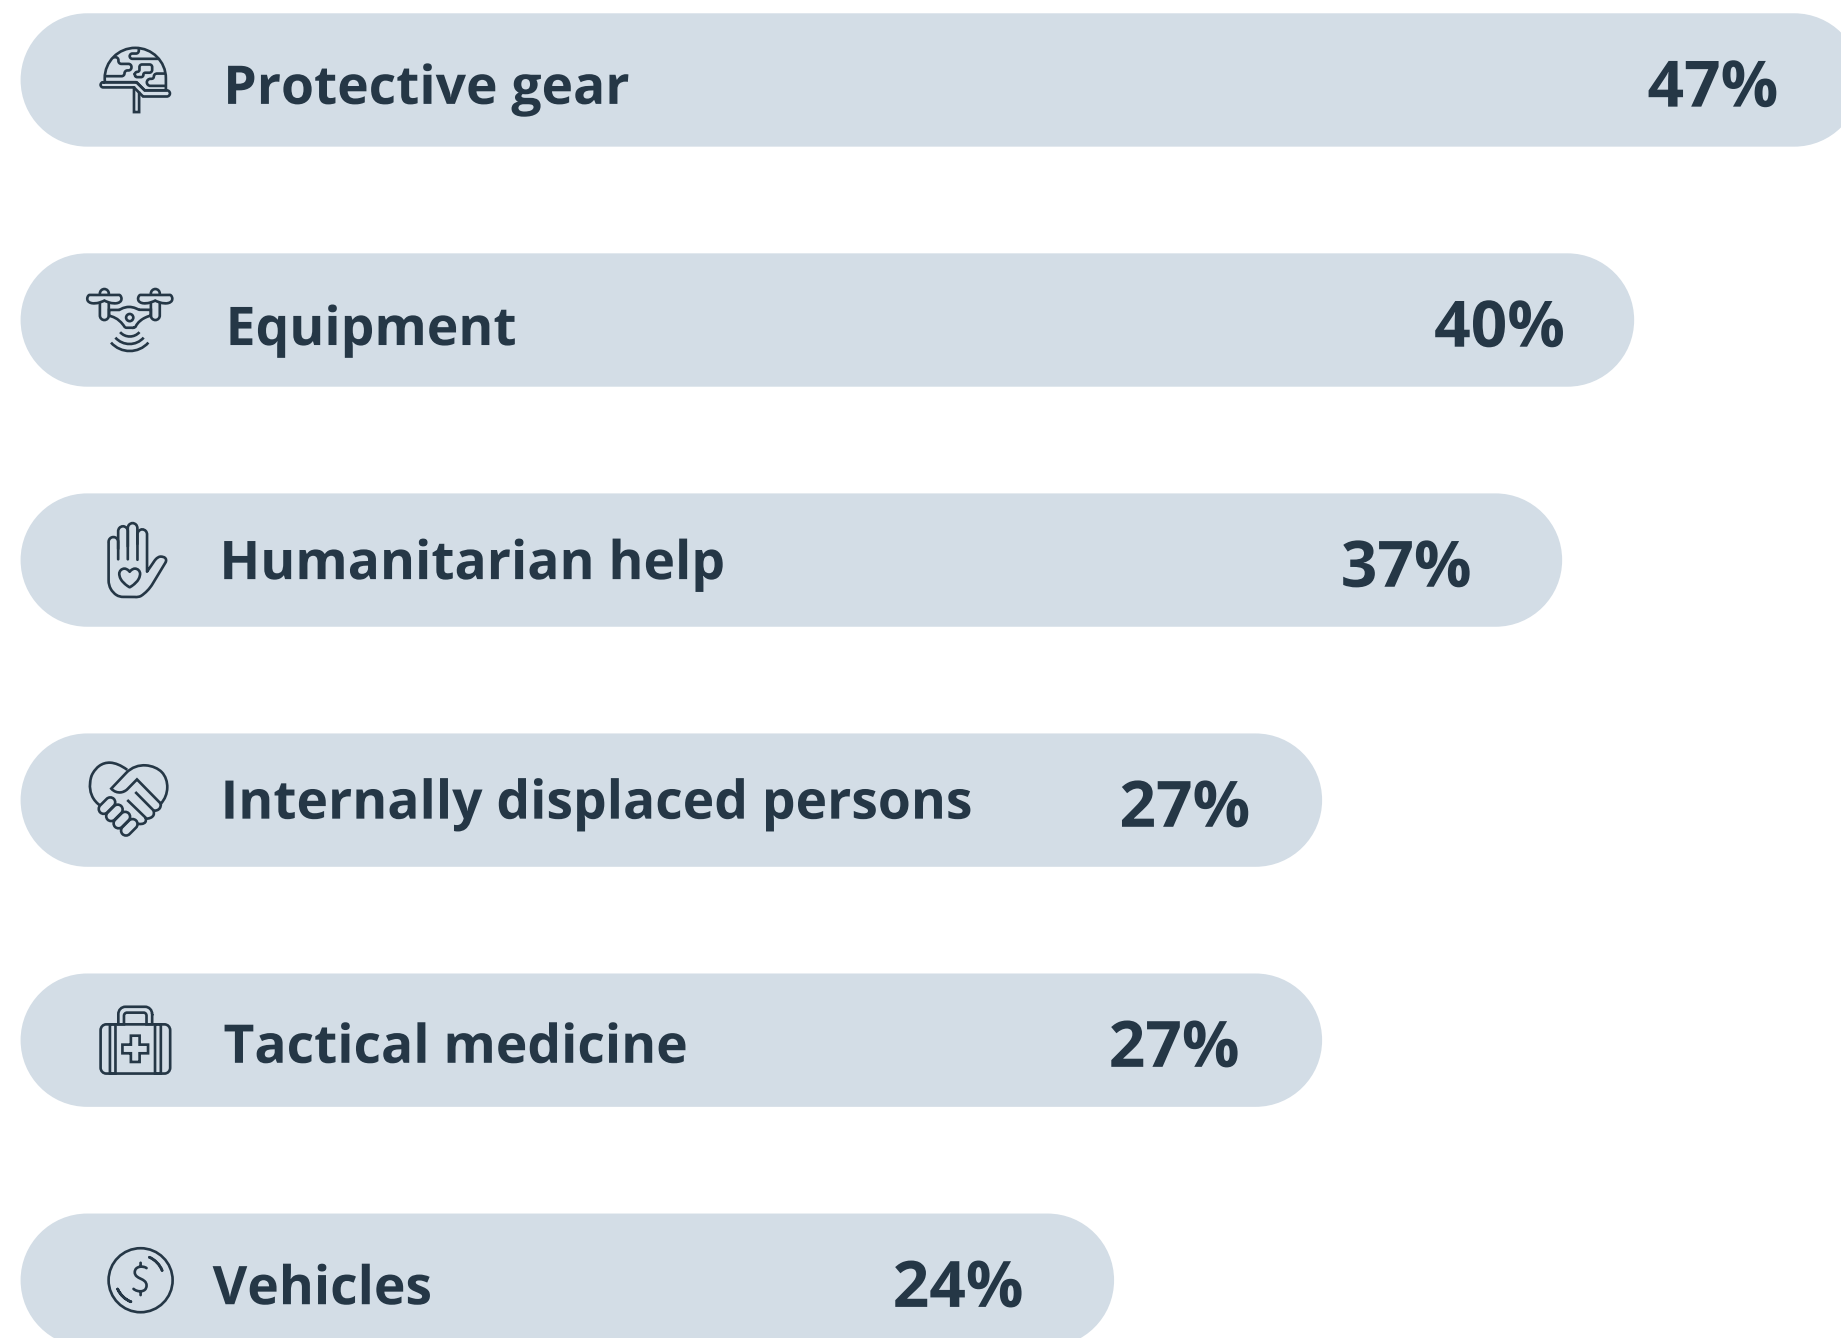 Protective gear 47%
Equipment 40%
Humanitarian help 37%
Internally displaced persons 27%
Tactical medicine 27%
$ Vehicles 24%